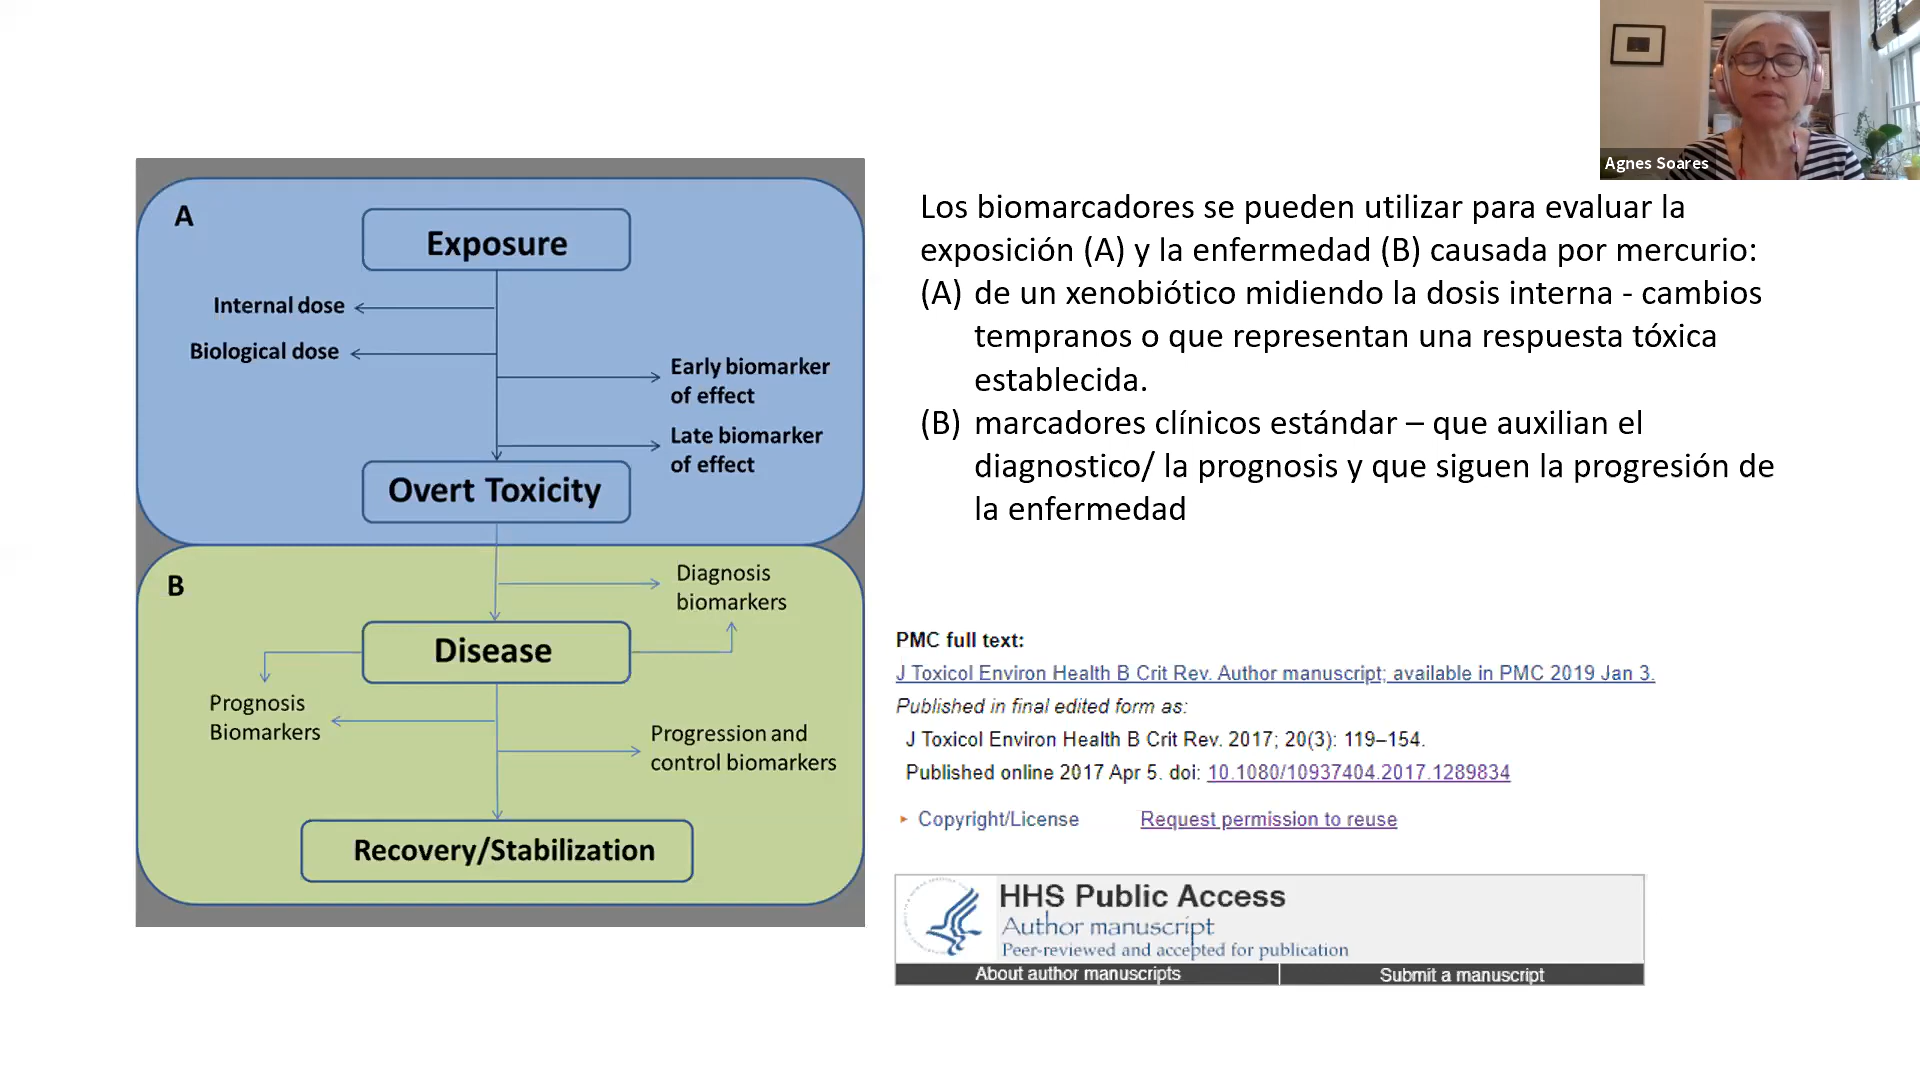 Agnes Soares
A
Exposure
Internal dose
Biological dose
Early biomarker
of effect
Late biomarker
of effect
Overt Toxicity
B
Diagnosis
biomarkers
Disease
Prognosis
Biomarkers
Progression and
control biomarkers
Recovery/Stabilization
Los biomarcadores se pueden utilizar para evaluar la
exposición (A) y la enfermedad (B) causada por mercurio:
(A) de un xenobiótico midiendo la dosis interna - cambios
tempranos o que representan una respuesta tóxica
establecida.
(B) marcadores clínicos estándar – que auxilian el
diagnostico/ la prognosis y que siguen la progresión de
la enfermedad
PMC full text:
J Toxicol Environ Health B Crit Rev. Author manuscript; available in PMC 2019 Jan 3.
Published in final edited form as:
J Toxicol Environ Health B Crit Rev. 2017; 20(3): 119–154.
Published online 2017 Apr 5. doi: 10.1080/10937404.2017.1289834
Copyright/License Request permission to reuse
HHS Public Access
Author manuscript
Peer-reviewed and accepted for publication
About author manuscripts Submit a manuscript